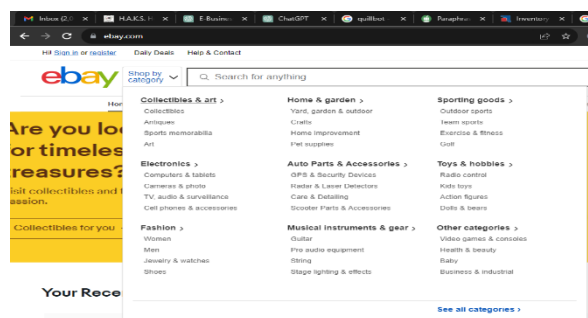 Inbox (2,0
H.A.K.S. H
E-Busines
ChatGPT
quillbot
Paraphras
Inventory
ebay.com
Hi! Sign in or register Daily Deals Help & Contact
ebay
Shop by
category
Search for anything
Hom
Are you loo
or timeles
reasures?
isit collectibles and
assion.
Collectibles for you
Your Rece
Collectibles & art >
Collectibles
Antiques
Sports memorabilia
Art
Home & garden >
Yard, garden & outdoor
Crafts
Home improvement
Pet supplies
Sporting goods >
Outdoor sports
Team sports
Exercise & fitness
Golf
Electronics >
Computers & tablets
Cameras & photo
TV, audio & surveillance
Cell phones & accessories
Auto Parts & Accessories >
GPS & Security Devices
Radar & Laser Detectors
Care & Detailing
Scooter Parts & Accessories
Toys & hobbies >
Radio control
Kids toys
Action figures
Dolls & bears
Fashion >
Women
Men
Jewelry & watches
Shoes
Musical instruments & gear >
Guitar
Pro audio equipment
String
Stage lighting & effects
Other categories >
Video games & consoles
Health & beauty
Baby
Business & industrial
See all categories >